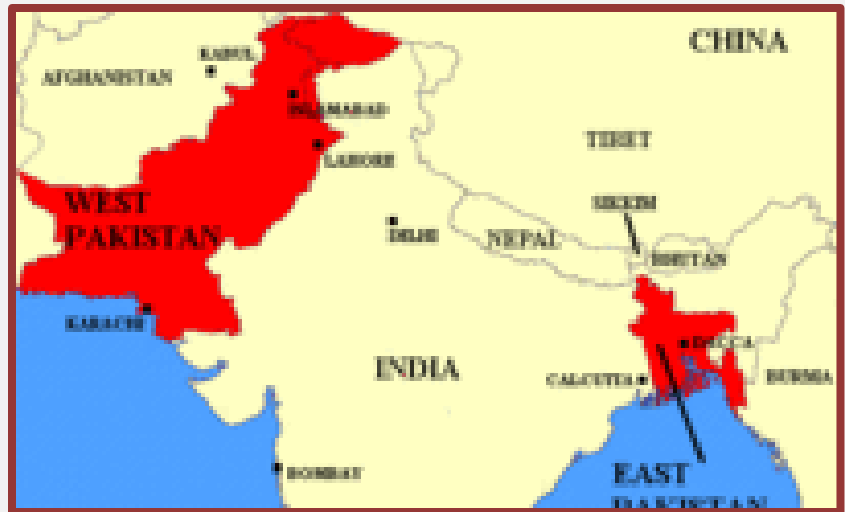 CHINA
KABUL
AFGHANISTAN
ISLAMABAD
TIBET
LAHORE
WEST
PAKISTAN
SIKKIM
DELHI
NEPAL
BHUTAN
KARACHI
DACCA
INDIA
CALCUTTA
BURMA
BOMBAY
EAST
PAKISTAN